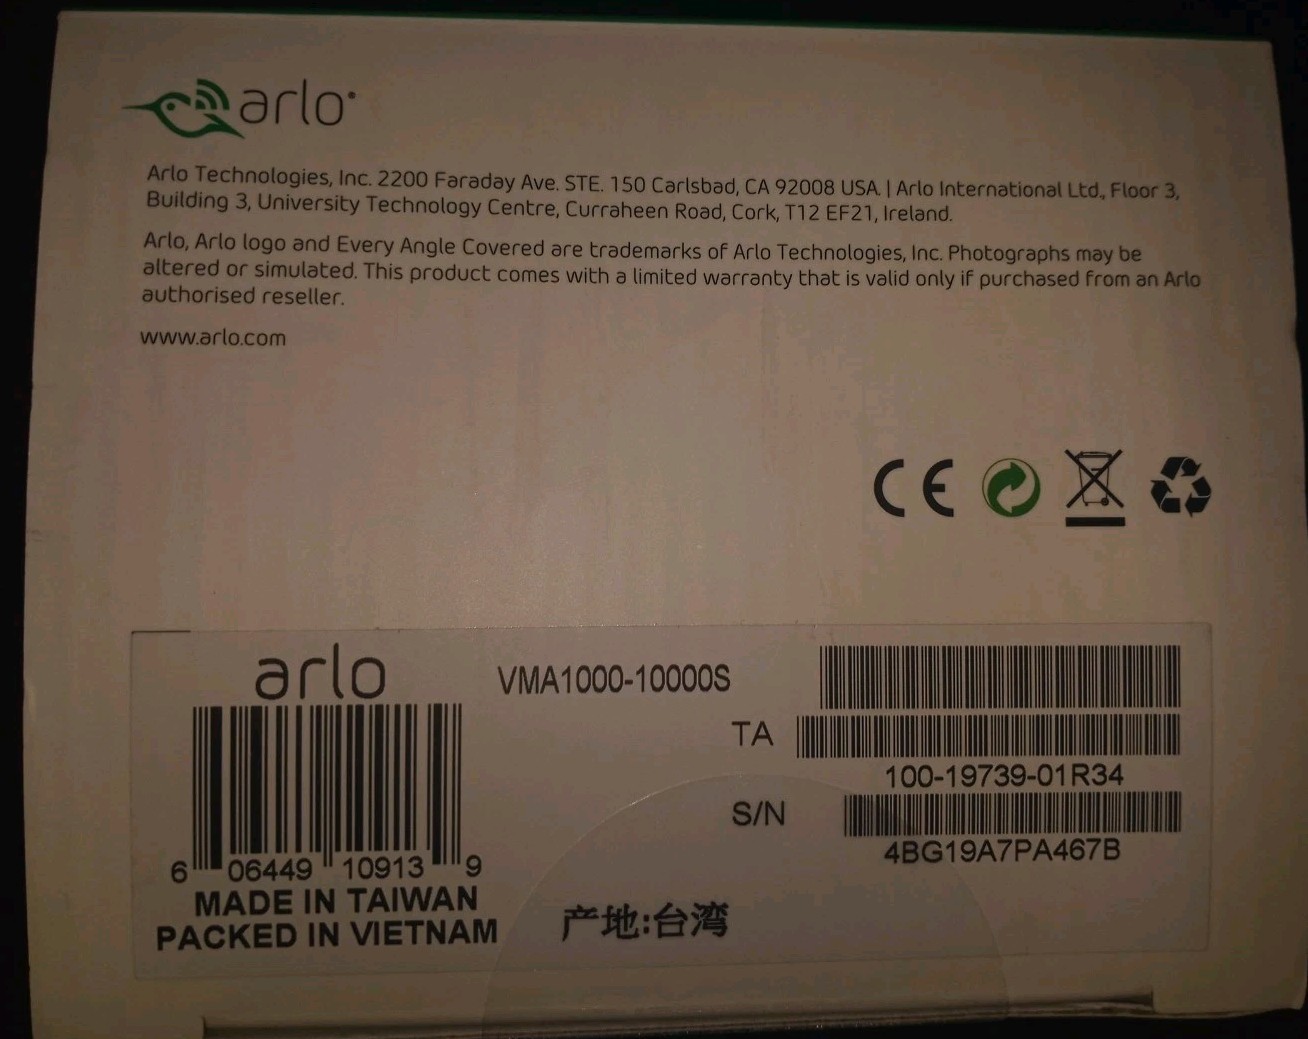 arlo
Arlo Technologies, Inc. 2200 Faraday Ave. STE. 150 Carlsbad, CA 92008 USA | Arlo International Ltd., Floor 3,
Building 3, University Technology Centre, Curraheen Road, Cork, T12 EF21, Ireland.
Arlo, Arlo logo and Every Angle Covered are trademarks of Arlo Technologies, Inc. Photographs may be
altered or simulated. This product comes with a limited warranty that is valid only if purchased from an Arlo
authorised reseller.
www.arlo.com
CE
arlo
VMA1000-10000S
TA
100-19739-01R34
S/N
4BG19A7PA467B
6 06449 10913 9
MADE IN TAIWAN
PACKED IN VIETNAM
产地:台湾